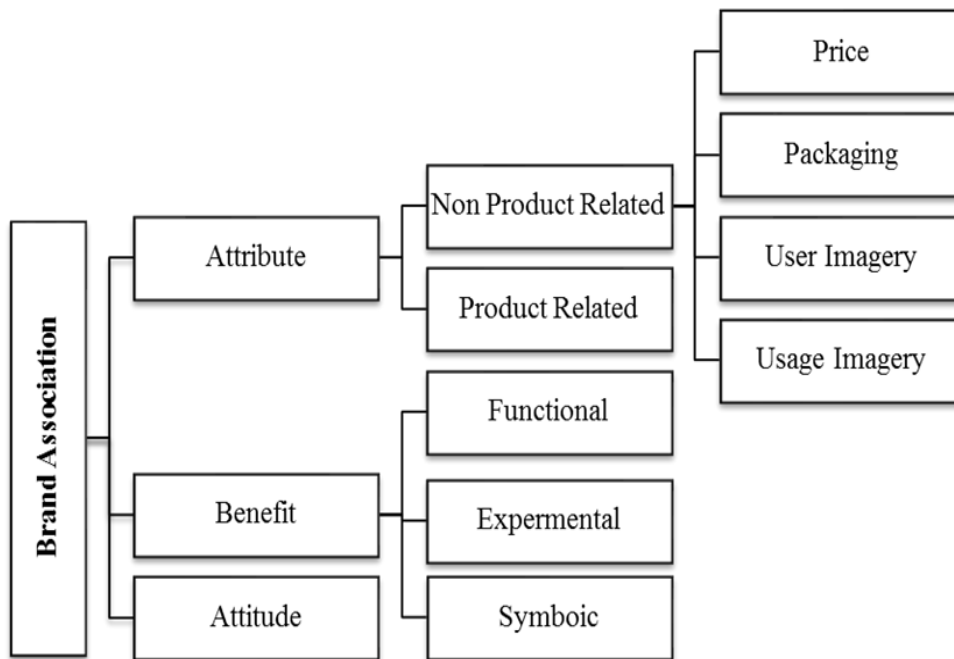 Brand Association
Attribute
Non Product Related
Price
Packaging
User Imagery
Usage Imagery
Product Related
Benefit
Functional
Expermental
Symboic
Attitude